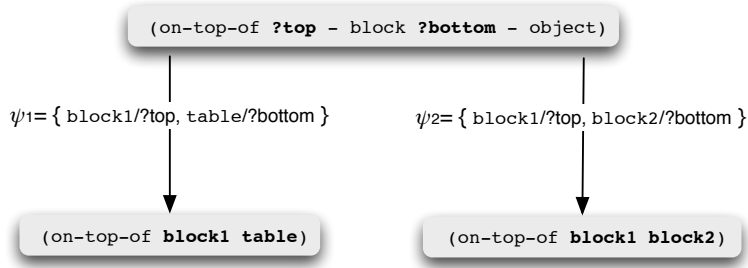 (on-top-of ?top - block ?bottom - object)
ψ1= { block1/?top, table/?bottom }
ψ2= { block1/?top, block2/?bottom }
(on-top-of block1 table)
(on-top-of block1 block2)